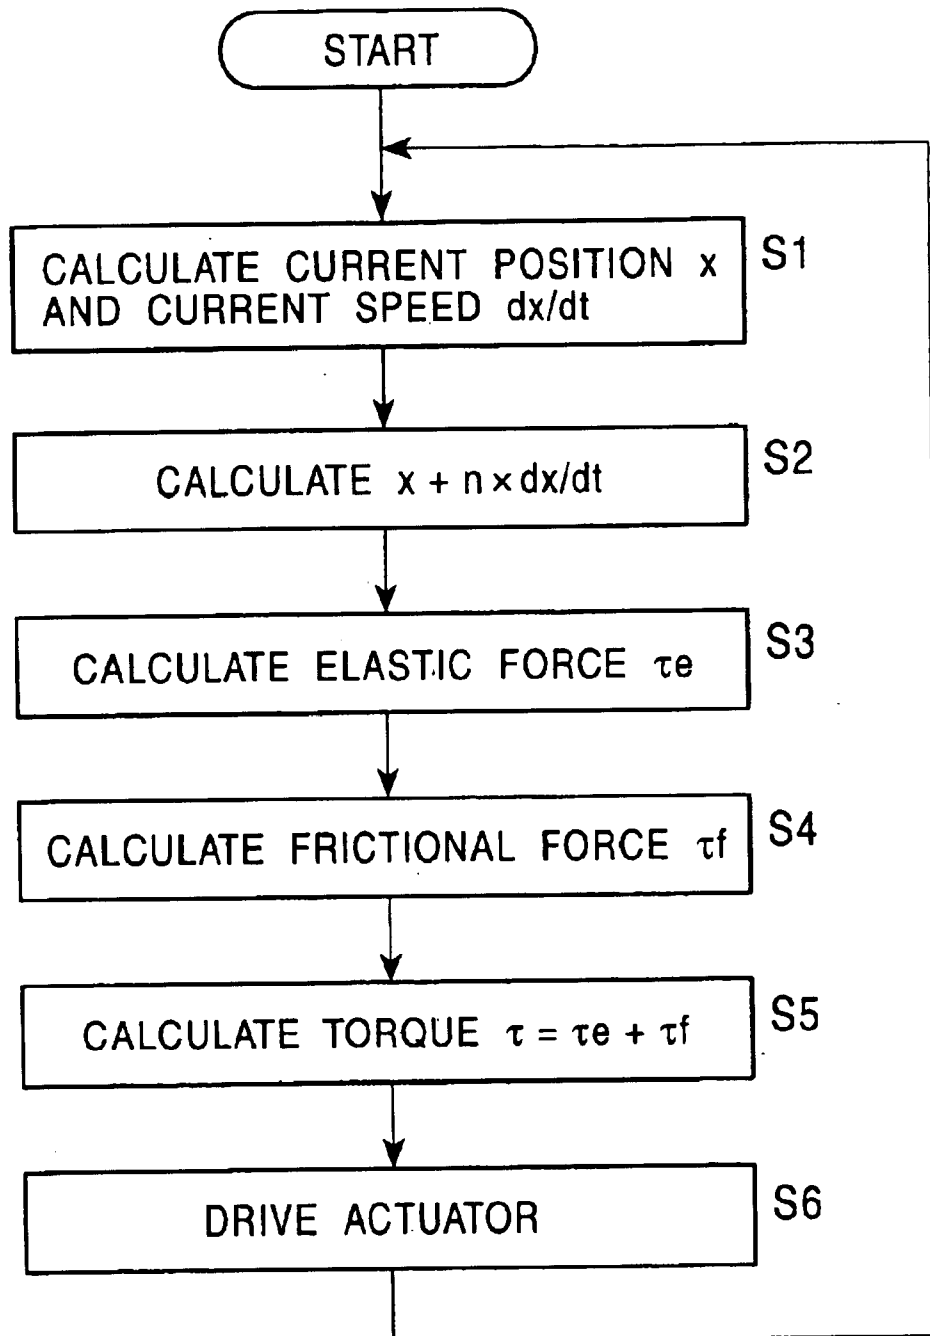 START
CALCULATE CURRENT POSITION x
AND CURRENT SPEED dx/dt
S1
CALCULATE x + n × dx/dt
S2
CALCULATE ELASTIC FORCE τe
S3
CALCULATE FRICTIONAL FORCE τf
S4
CALCULATE TORQUE τ = τe + τf
S5
DRIVE ACTUATOR
S6